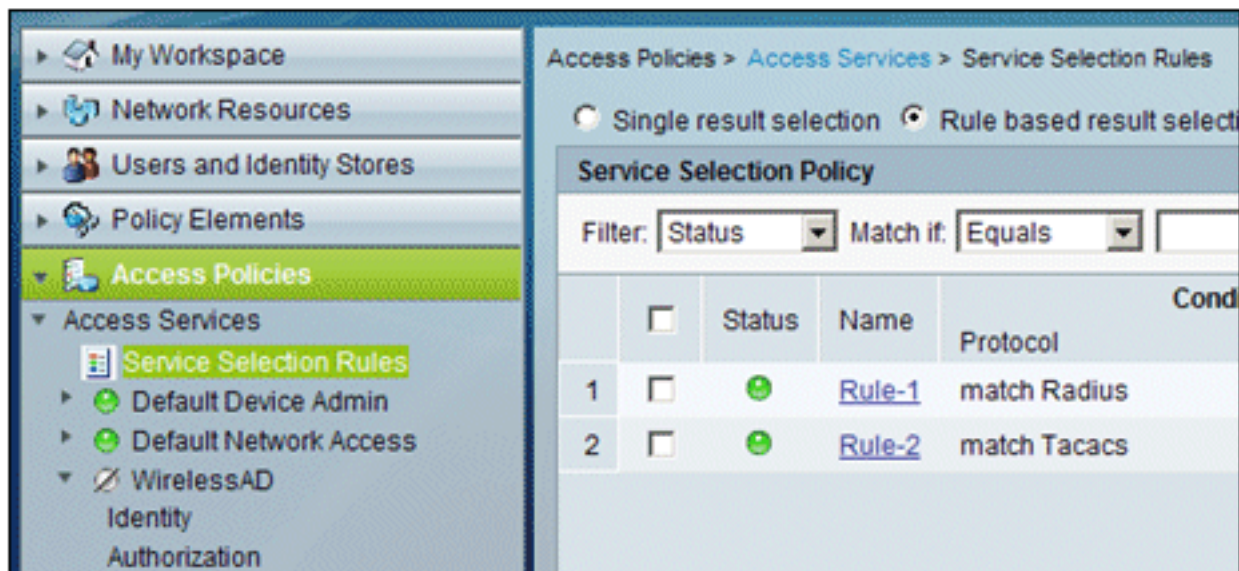 My Workspace
Network Resources
Users and Identity Stores
Policy Elements
Access Policies
Access Services
Service Selection Rules
Default Device Admin
Default Network Access
WirelessAD
Identity
Authorization
Access Policies > Access Services > Service Selection Rules
Single result selection Rule based result selecti
Service Selection Policy
Filter: Status Match if: Equals
Condi
Status Name Protocol
1 Rule-1 match Radius
2 Rule-2 match Tacacs